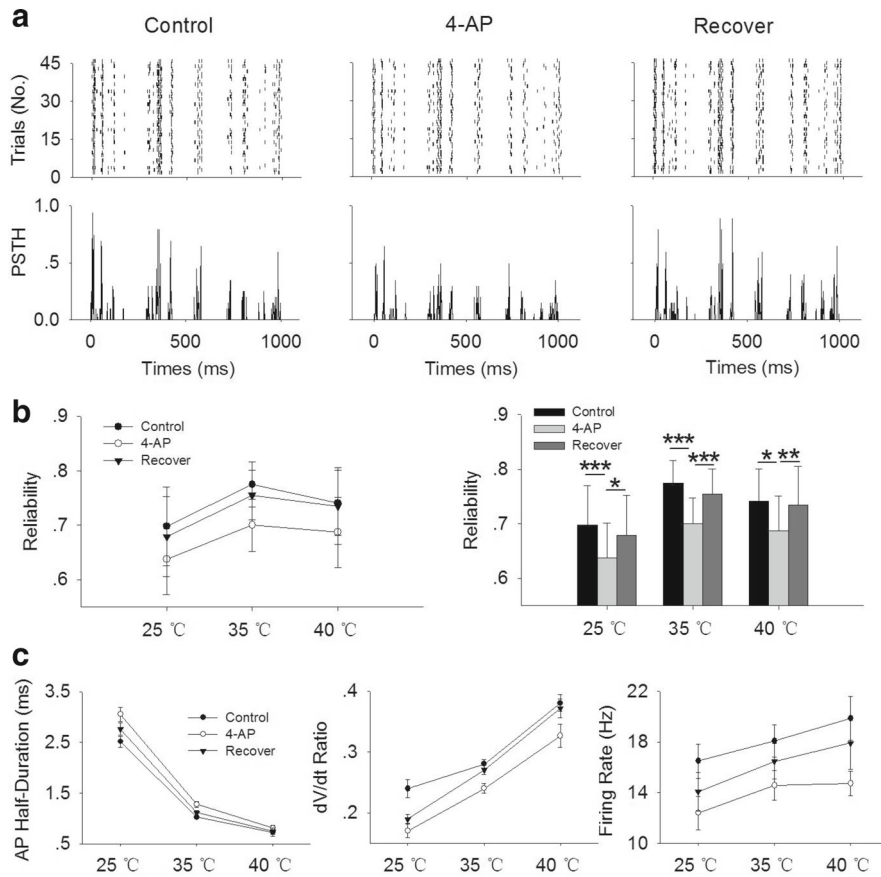 a
Control 4-AP Recover
Trials (No.)
45
30
15
0
PSTH
1.0
.5
0.0
0 500 1000 0 500 1000 0 500 1000
Times (ms) Times (ms) Times (ms)
b
Reliability
.9
.8
.7
.6
Control
4-AP
Recover
25 ℃ 35 ℃ 40 ℃
Reliability
.9
.8
.7
.6
Control
4-AP
Recover
*** * *** *** * **
25 ℃ 35 ℃ 40 ℃
c
AP Half-Duration (ms)
3.5
2.5
1.5
.5
Control
4-AP
Recover
25 ℃ 35 ℃ 40 ℃
dV/dt Ratio
.4
.3
.2
25 ℃ 35 ℃ 40 ℃
Firing Rate (Hz)
22
18
14
10
25 ℃ 35 ℃ 40 ℃